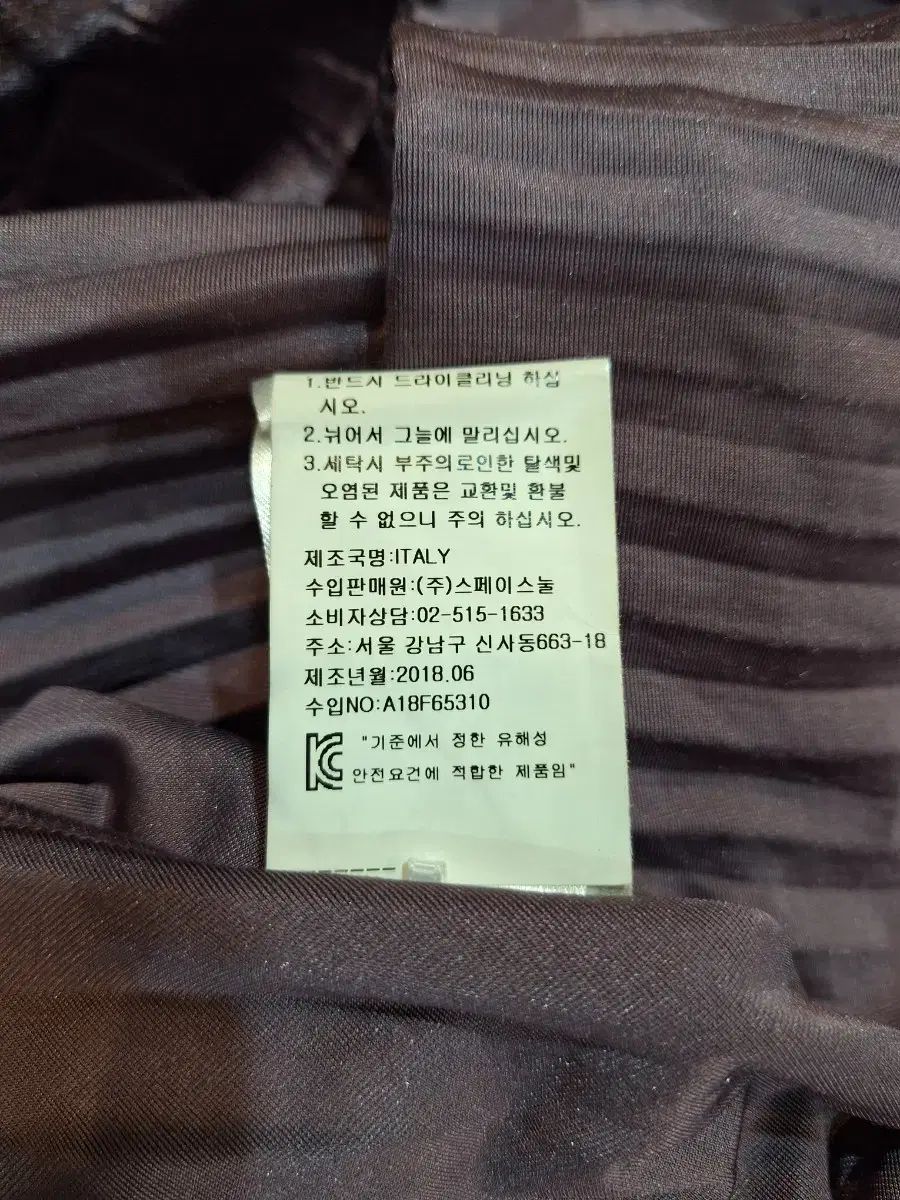 1.반드시 드라이클리닝 하십
시오.
2.뉘어서 그늘에 말리십시오.
3.세탁시 부주의로인한 탈색및
오염된 제품은 교환및 환불
할 수 없으니 주의 하십시오.
제조국명:ITALY
수입판매원:(주)스페이스눌
소비자상담:02-515-1633
주소:서울 강남구 신사동663-18
제조년월:2018.06
수입NO:A18F65310
"기준에서 정한 유해성
KC 안전요건에 적합한 제품임"